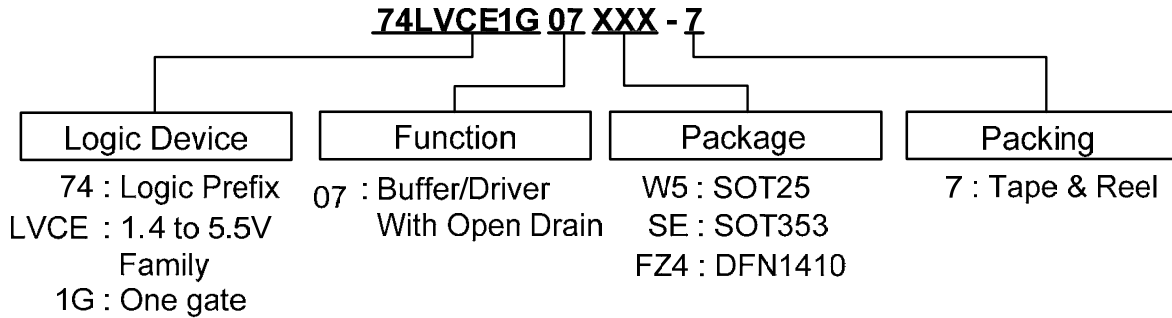 74LVCE1G 07 XXX - 7
Logic Device
74 : Logic Prefix
LVCE : 1.4 to 5.5V
Family
1G : One gate
Function
07 : Buffer/Driver
With Open Drain
Package
W5 : SOT25
SE : SOT353
FZ4 : DFN1410
Packing
7 : Tape & Reel